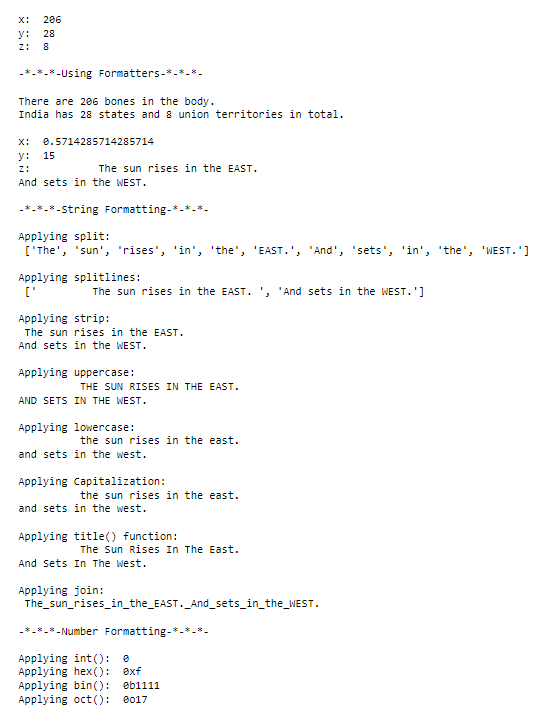 x:  206
y:  28
z:  8
-*-*-*-Using Formatters-*-*-*-
There are 206 bones in the body.
India has 28 states and 8 union territories in total.
x:  0.5714285714285714
y:  15
z:          The sun rises in the EAST.
And sets in the WEST.
-*-*-*-String Formatting-*-*-*-
Applying split:
 ['The', 'sun', 'rises', 'in', 'the', 'EAST.', 'And', 'sets', 'in', 'the', 'WEST.']
Applying splitlines:
 ['        The sun rises in the EAST. ', 'And sets in the WEST.']
Applying strip:
 The sun rises in the EAST.
And sets in the WEST.
Applying uppercase:
         THE SUN RISES IN THE EAST.
AND SETS IN THE WEST.
Applying lowercase:
         the sun rises in the east.
and sets in the west.
Applying Capitalization:
         the sun rises in the east.
and sets in the west.
Applying title() function:
         The Sun Rises In The East.
And Sets In The West.
Applying join:
 The_sun_rises_in_the_EAST._And_sets_in_the_WEST.
-*-*-*-Number Formatting-*-*-*-
Applying int():  0
Applying hex():  0xf
Applying bin():  0b1111
Applying oct():  0o17